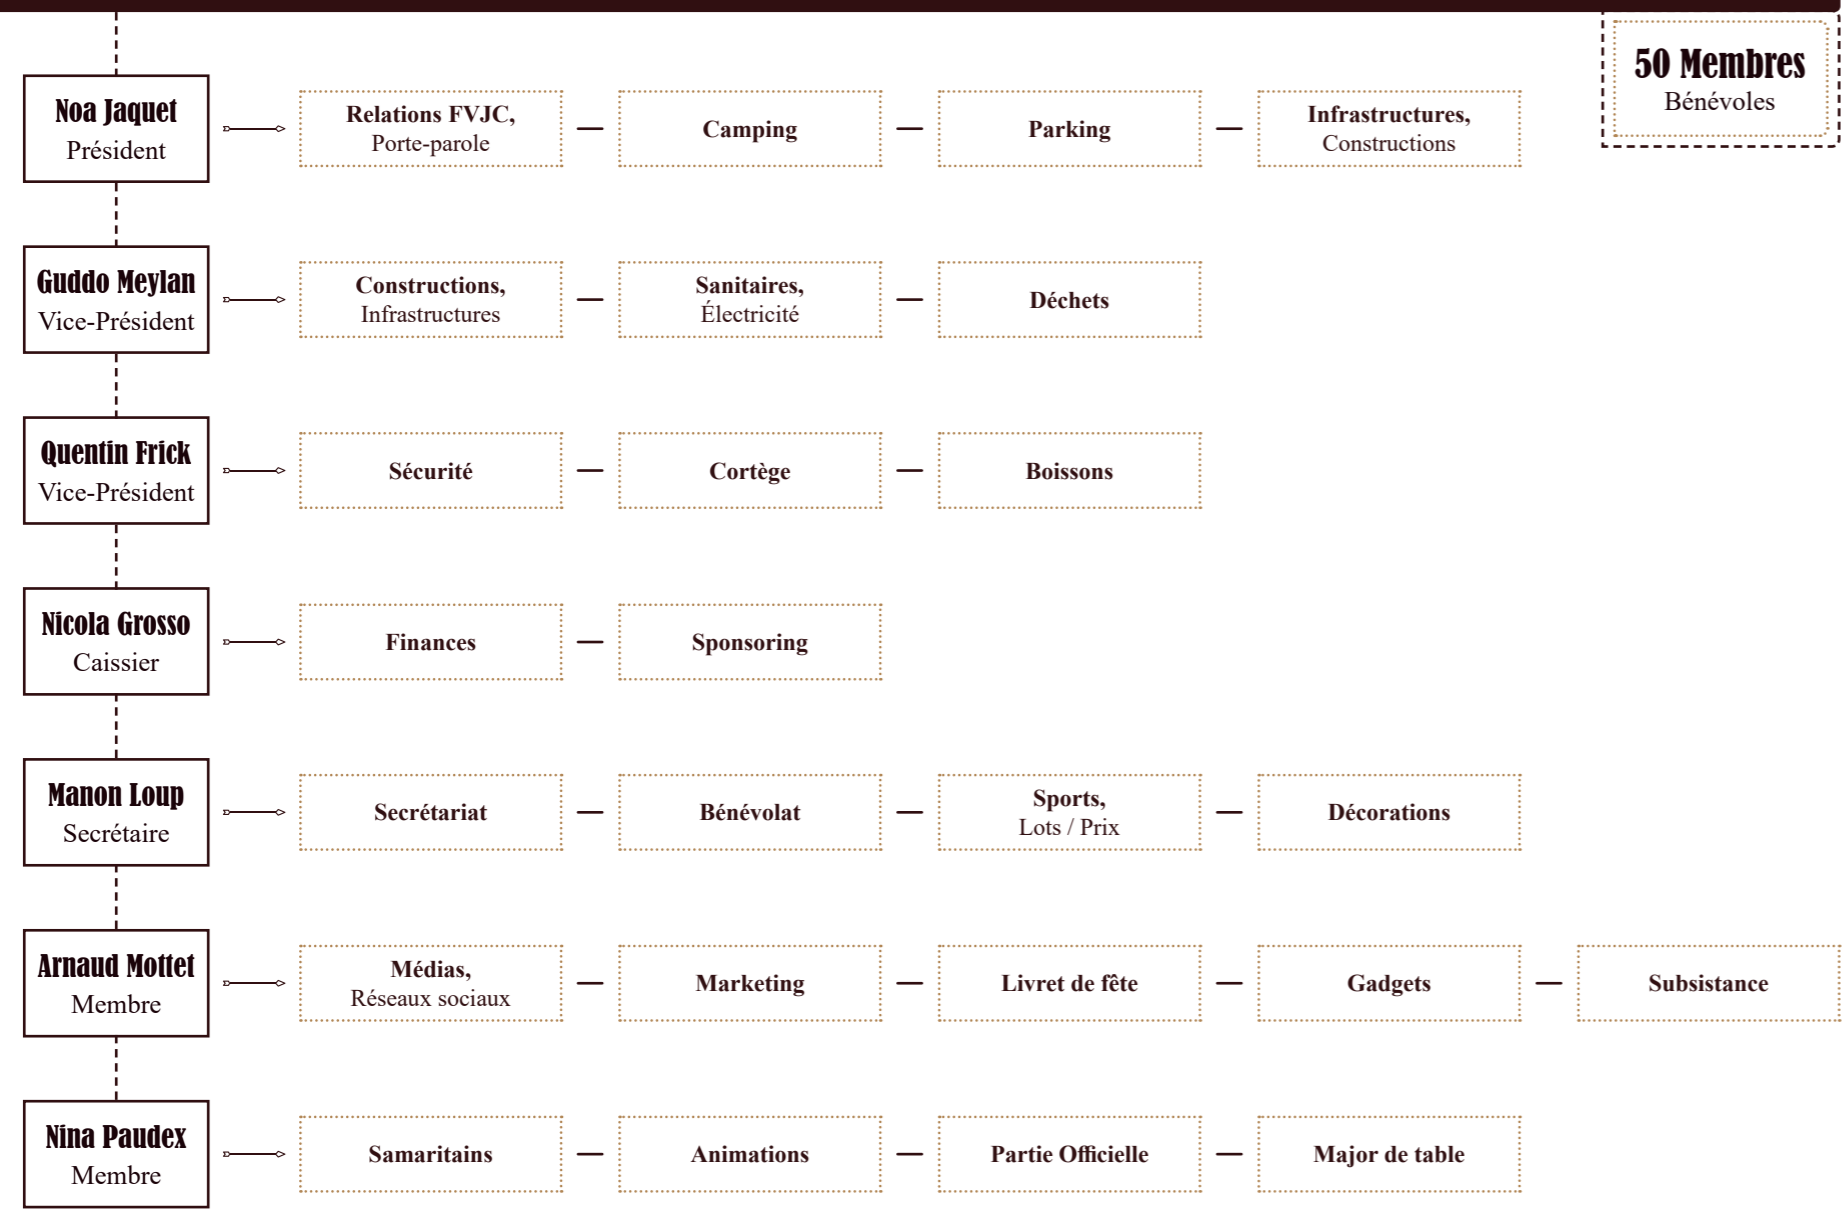 50 Membres
Bénévoles
Noa Jaquet
Président
Relations FVJC,
Porte-parole
Camping
Parking
Infrastructures,
Constructions
Guddo Meylan
Vice-Président
Constructions,
Infrastructures
Sanitaires,
Électricité
Déchets
Quentin Frick
Vice-Président
Sécurité
Cortège
Boissons
Nicola Grosso
Caissier
Finances
Sponsoring
Manon Loup
Secrétaire
Secrétariat
Bénévolat
Sports,
Lots / Prix
Décorations
Arnaud Mottet
Membre
Médias,
Réseaux sociaux
Marketing
Livret de fête
Gadgets
Subsistance
Nina Paudex
Membre
Samaritains
Animations
Partie Officielle
Major de table